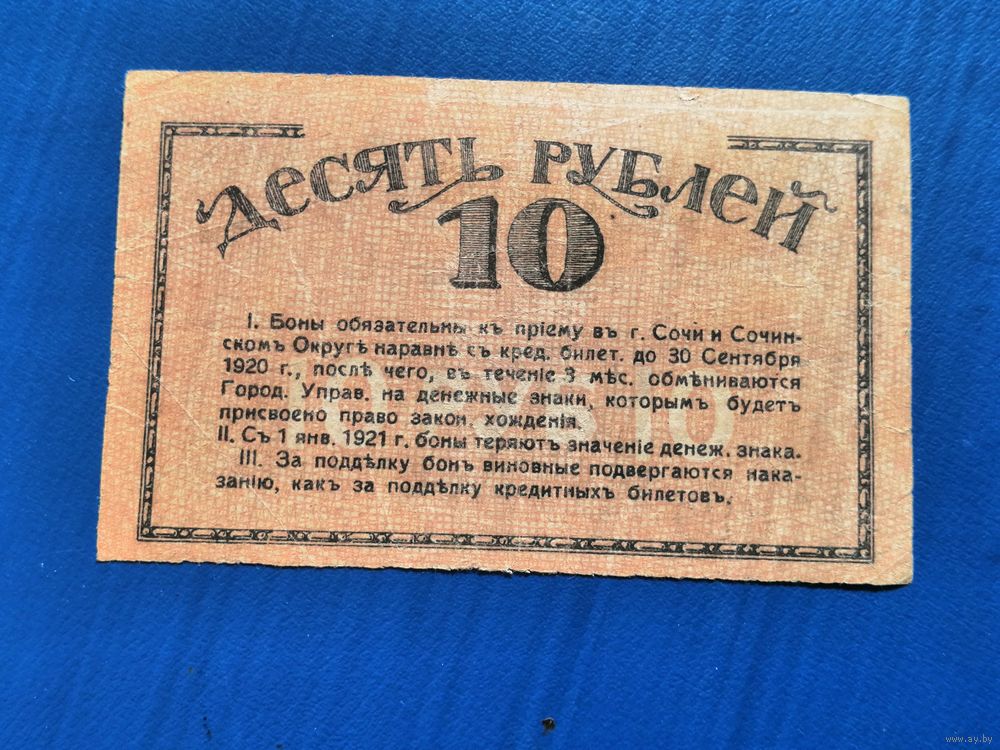 ДЕСЯТЬ РУБЛЕЙ
10
I. Боны обязательны къ пріему въ г. Сочи и Сочин-
скомъ Округѣ наравнѣ съ кред. билет. до 30 Сентября
1920 г., послѣ чего, въ теченіе 3 мѣс. обмѣниваются
Город. Управ. на денежные знаки, которымъ будетъ
присвоено право закон. хожденія.
II. Съ 1 янв. 1921 г. боны теряютъ значеніе денеж. знака.
III. За поддѣлку бонъ виновные подвергаются нака-
занію, какъ за поддѣлку кредитныхъ билетовъ.
www.ay.by